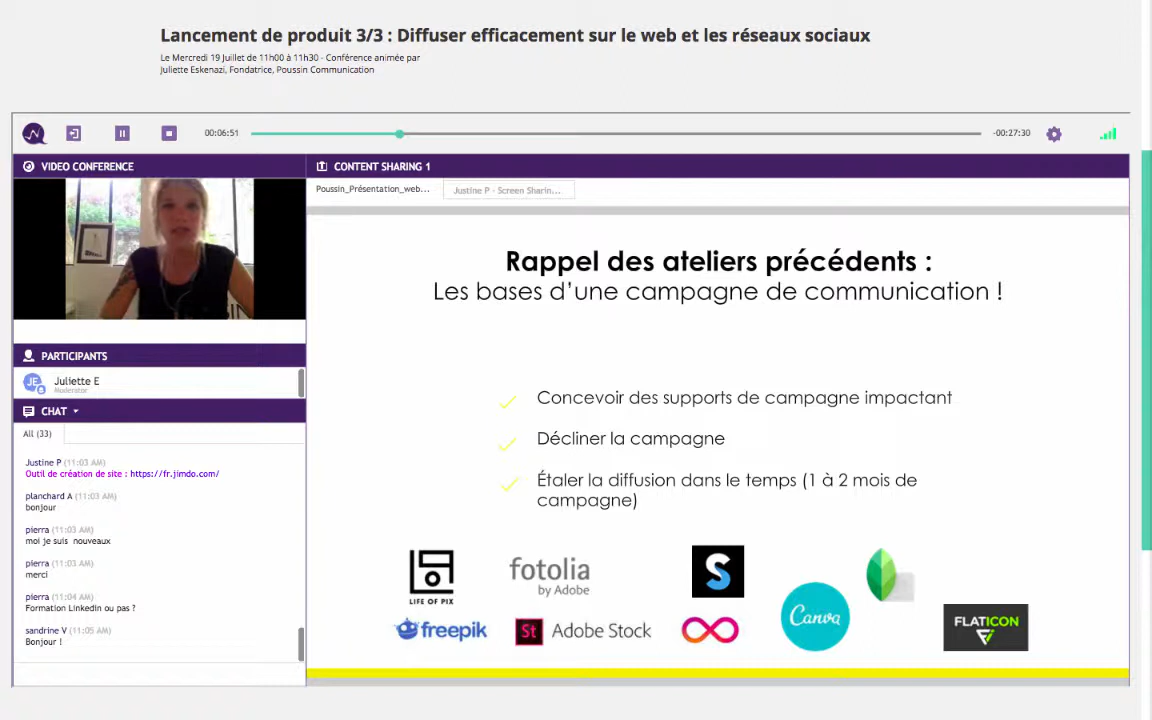 Lancement de produit 3/3 : Diffuser efficacement sur le web et les réseaux sociaux
Le Mercredi 19 Juillet de 11h00 à 11h30 - Conférence animée par
Juliette Eskenazi, Fondatrice, Poussin Communication
00:06:51
-00:27:30
VIDEO CONFERENCE
CONTENT SHARING 1
Poussin_Présentation_web...
Justine P - Screen Sharin...
PARTICIPANTS
JE
Juliette E
Moderator
CHAT
All (33)
Justine P (11:03 AM)
Outil de création de site : https://fr.jimdo.com/
planchard A (11:03 AM)
bonjour
pierra (11:03 AM)
moi je suis nouveaux
pierra (11:03 AM)
merci
pierra (11:04 AM)
Formation Linkedin ou pas ?
sandrine V (11:05 AM)
Bonjour !
Rappel des ateliers précédents :
Les bases d’une campagne de communication !
Concevoir des supports de campagne impactant
Décliner la campagne
Étaler la diffusion dans le temps (1 à 2 mois de
campagne)
LIFE OF PIX
fotolia
by Adobe
S
freepik
St Adobe Stock
Canva
FLATICON